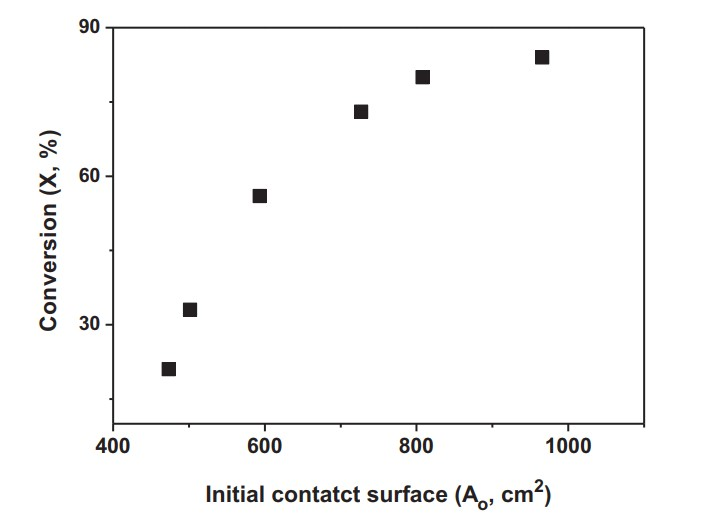 90
60
30
Conversion (X, %)
400 600 800 1000
Initial contatct surface (Aₒ, cm²)